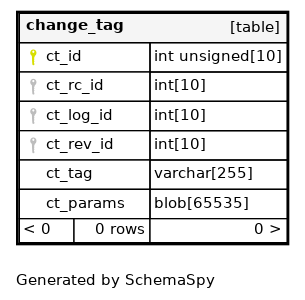 change_tag [table]
ct_id int unsigned[10]
ct_rc_id int[10]
ct_log_id int[10]
ct_rev_id int[10]
ct_tag varchar[255]
ct_params blob[65535]
< 0 0 rows 0 >
Generated by SchemaSpy